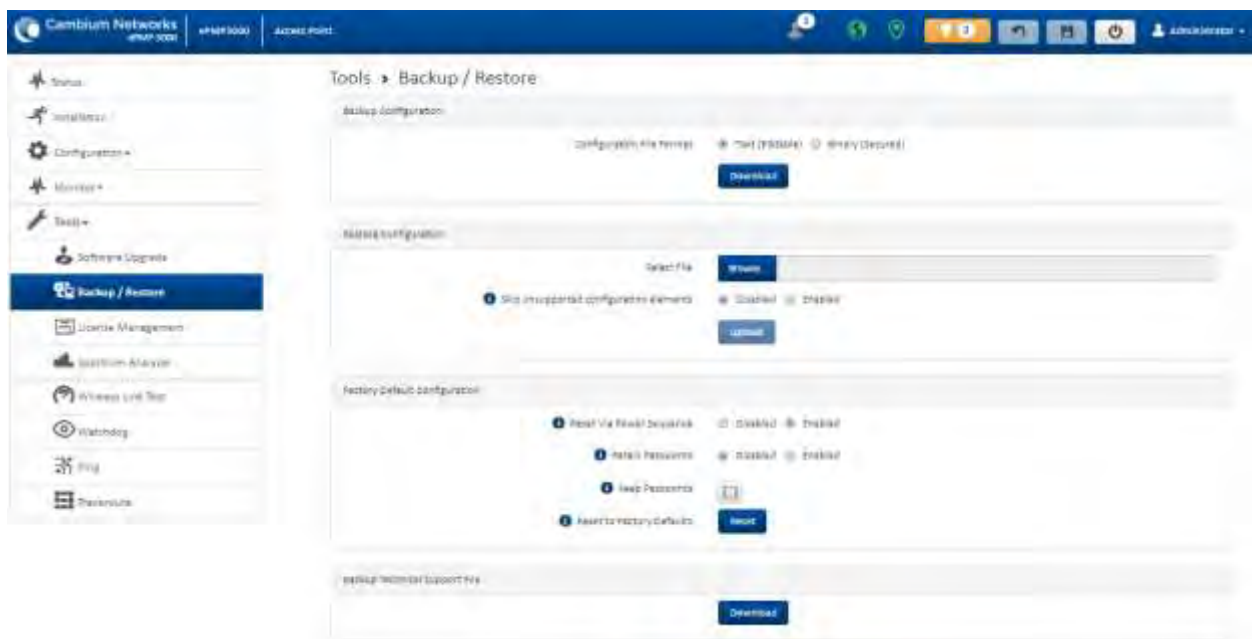 Cambium Networks
ePMP 3000
ePMP3000
Access Point
Administrator
Status
Installation
Configuration
Monitor
Tools
Software Upgrade
Backup / Restore
License Management
Spectrum Analyzer
Wireless Link Test
Watchdog
Ping
Traceroute
Tools > Backup / Restore
Backup Configuration
Configuration File Format Text (Editable) Binary (Secured)
Download
Restore Configuration
Select File Browse
Skip unsupported configuration elements Disabled Enabled
Upload
Factory Default Configuration
Reset Via Power Sequence Disabled Enabled
Retain Passwords Disabled Enabled
Keep Passwords
Reset to Factory Defaults Reset
Backup Technical Support File
Download